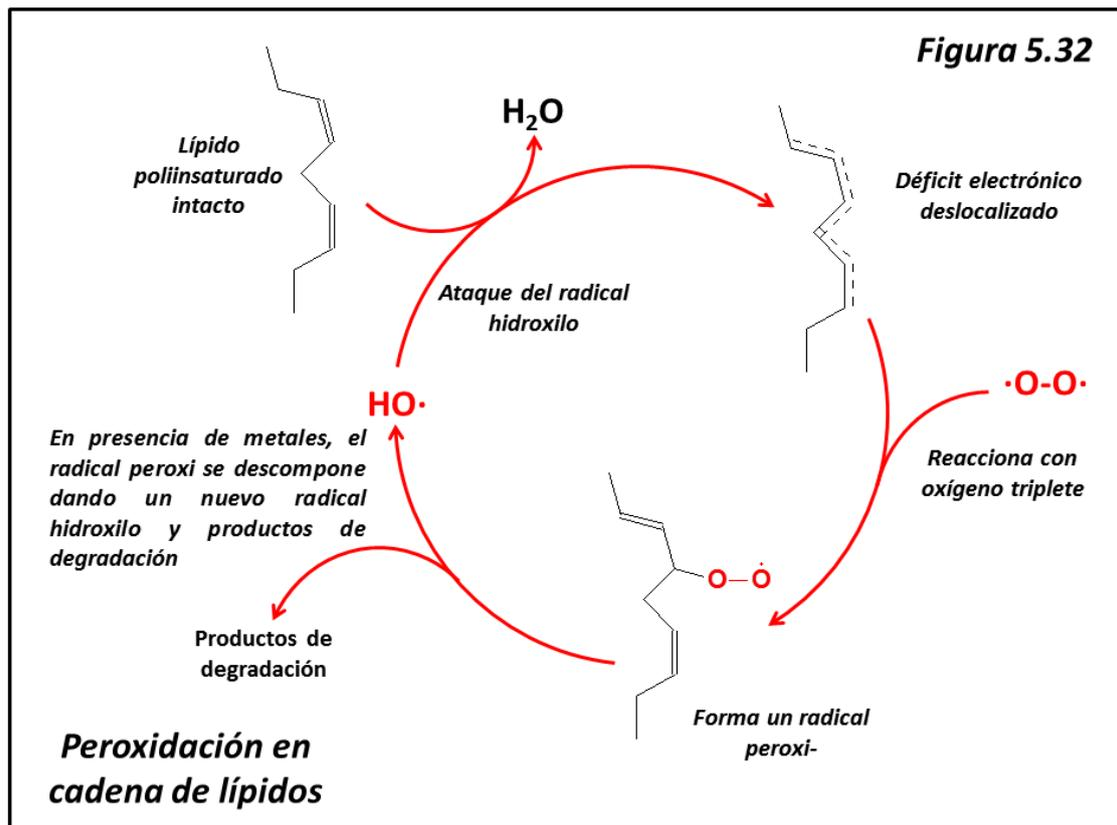 Figura 5.32
Lípido
poliinsaturado
intacto
H₂O
Déficit electrónico
deslocalizado
Ataque del radical
hidroxilo
HO·
·O-O·
Reacciona con
oxígeno triplete
En presencia de metales, el
radical peroxi se descompone
dando un nuevo radical
hidroxilo y productos de
degradación
O—Ȯ
Productos de
degradación
Forma un radical
peroxi-
Peroxidación en
cadena de lípidos